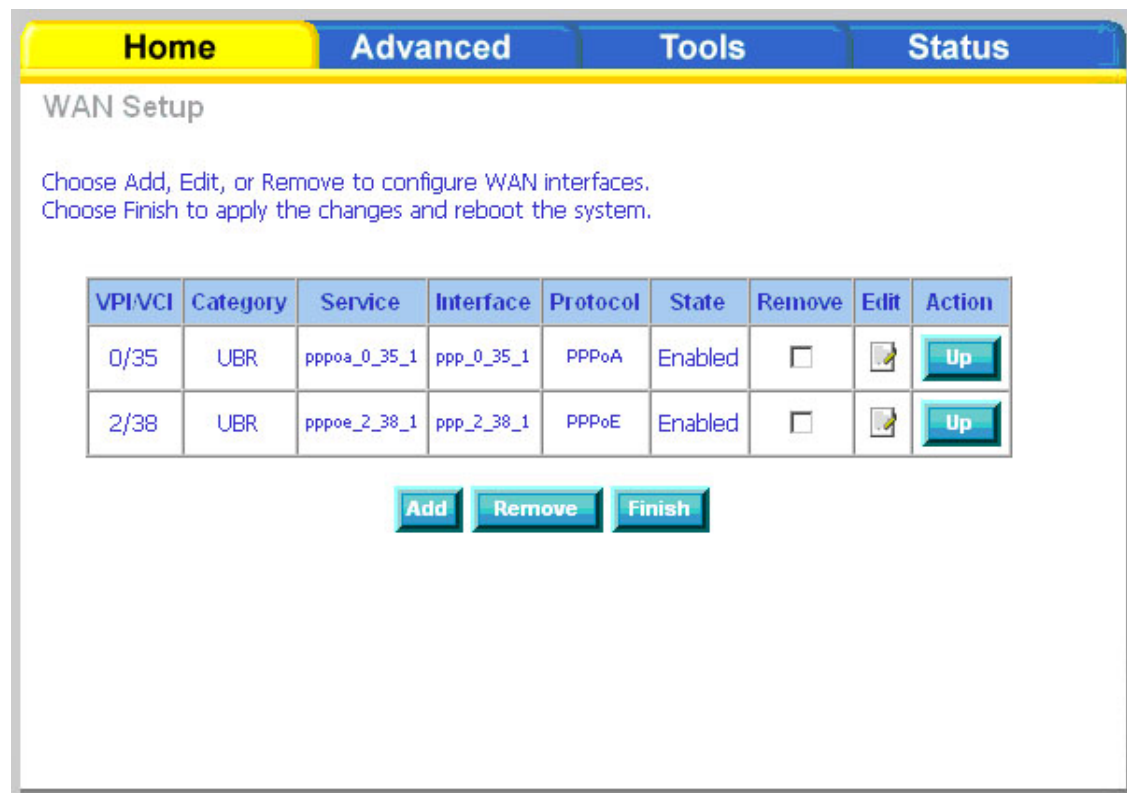 Home Advanced Tools Status
WAN Setup
Choose Add, Edit, or Remove to configure WAN interfaces.
Choose Finish to apply the changes and reboot the system.
VPI/VCI Category Service Interface Protocol State Remove Edit Action
0/35 UBR pppoa_0_35_1 ppp_0_35_1 PPPoA Enabled Up
2/38 UBR pppoe_2_38_1 ppp_2_38_1 PPPoE Enabled Up
Add Remove Finish